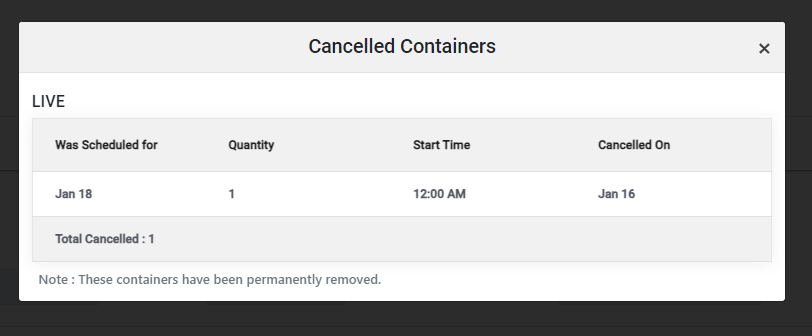 Cancelled Containers ×
LIVE
Was Scheduled for Quantity Start Time Cancelled On
Jan 18 1 12:00 AM Jan 16
Total Cancelled : 1
Note : These containers have been permanently removed.